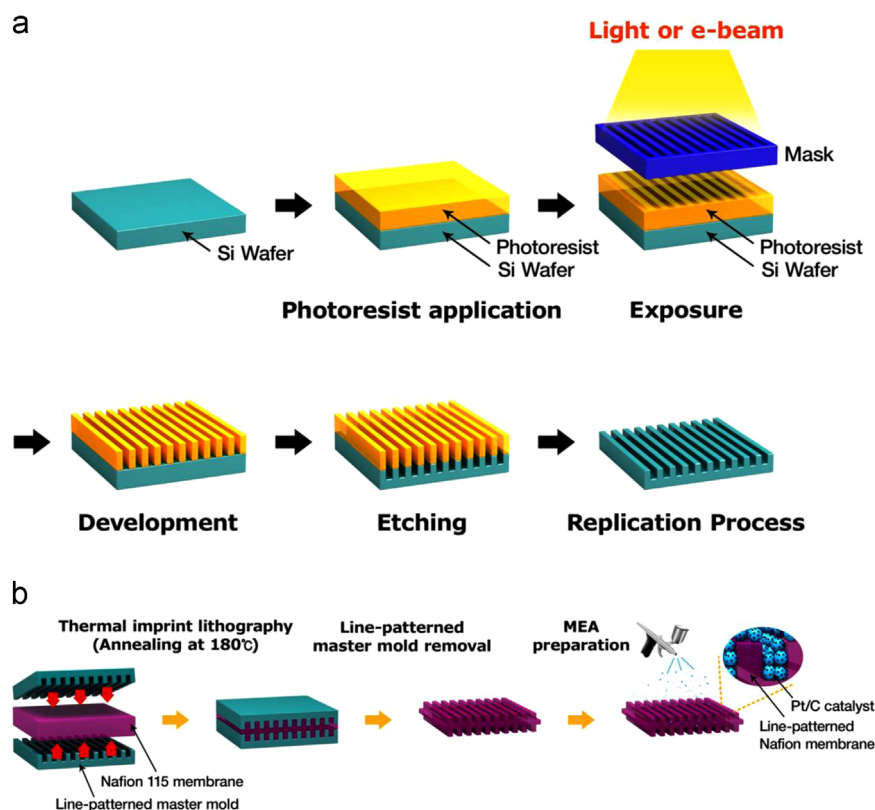 a
Light or e-beam
Mask
Si Wafer
Photoresist
Si Wafer
Photoresist
Si Wafer
Photoresist application
Exposure
Development
Etching
Replication Process
b
Thermal imprint lithography
(Annealing at 180℃)
Line-patterned
master mold removal
MEA
preparation
Pt/C catalyst
Line-patterned
Nafion membrane
Nafion 115 membrane
Line-patterned master mold